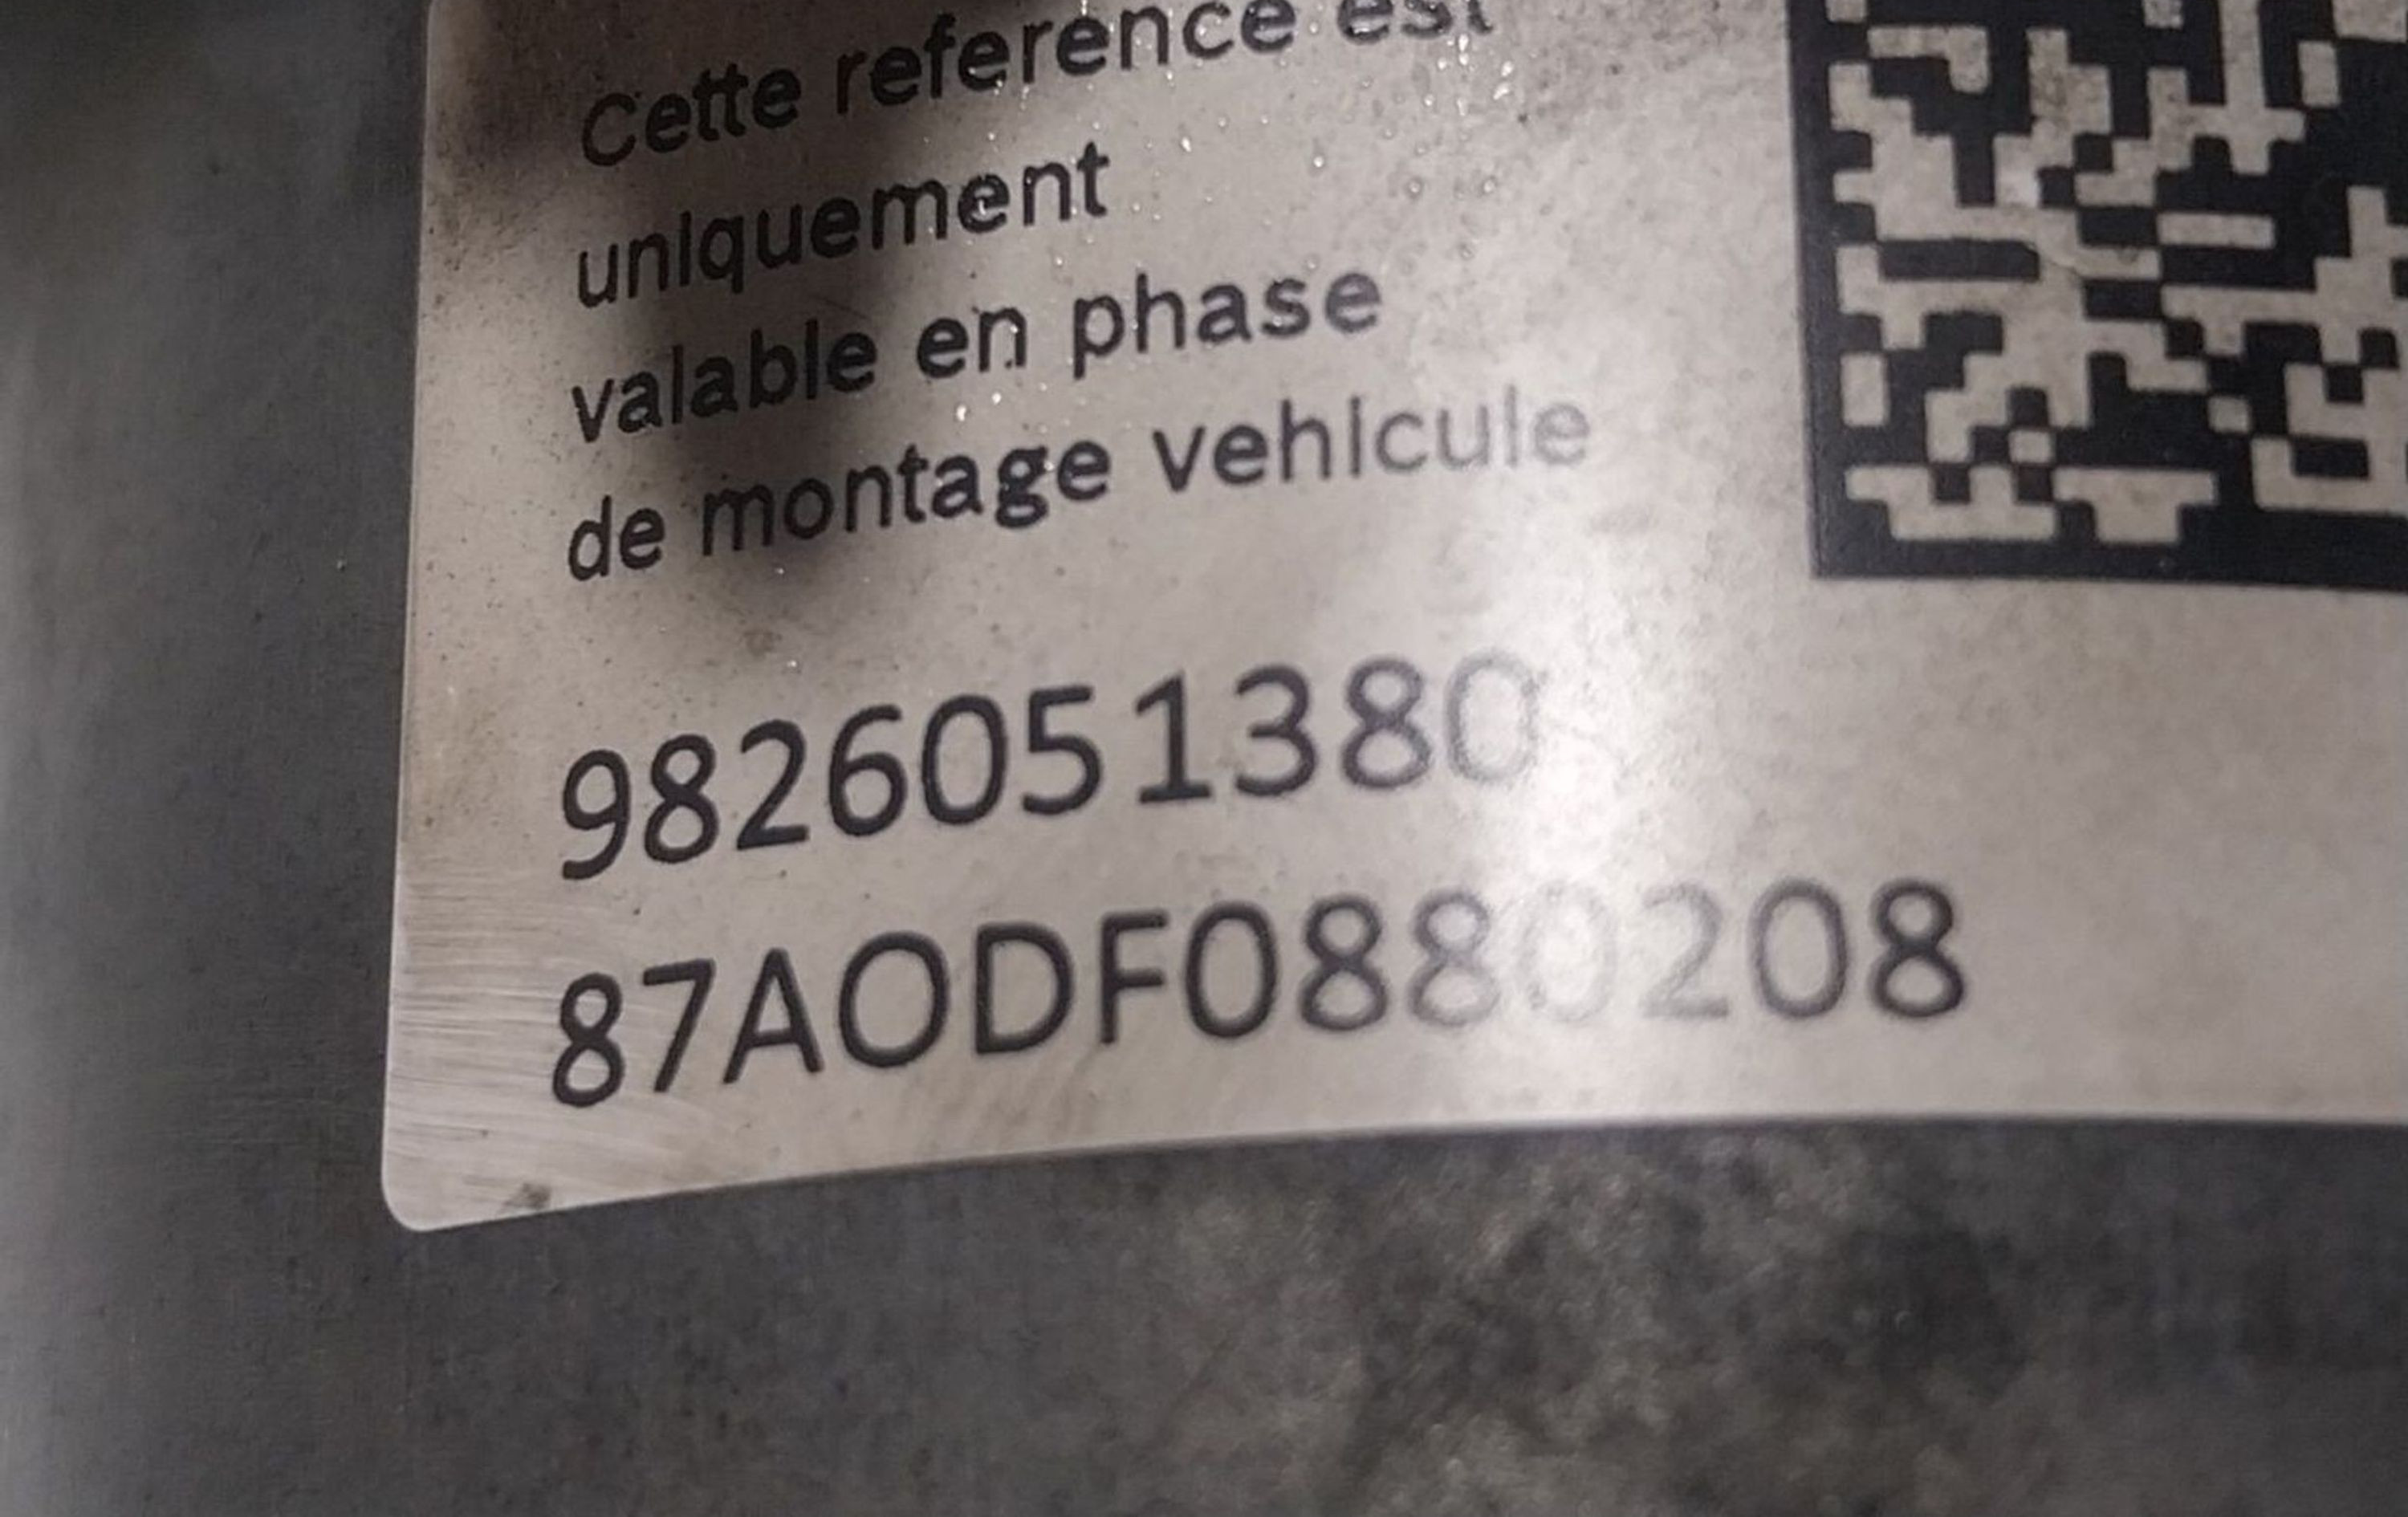 Cette reference est
uniquement
valable en phase
de montage vehicule
9826051380
87AODF0880208